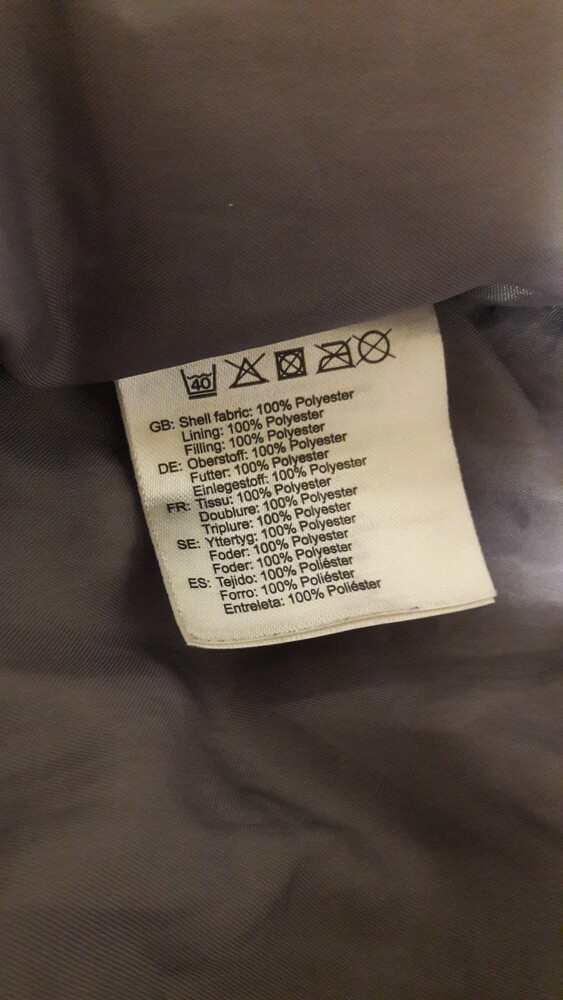 40
GB: Shell fabric: 100% Polyester
Lining: 100% Polyester
Filling: 100% Polyester
DE: Oberstoff: 100% Polyester
Futter: 100% Polyester
Einlegestoff: 100% Polyester
FR: Tissu: 100% Polyester
Doublure: 100% Polyester
Triplure: 100% Polyester
SE: Yttertyg: 100% Polyester
Foder: 100% Polyester
Foder: 100% Polyester
ES: Tejido: 100% Poliéster
Forro: 100% Poliéster
Entreleta: 100% Poliéster